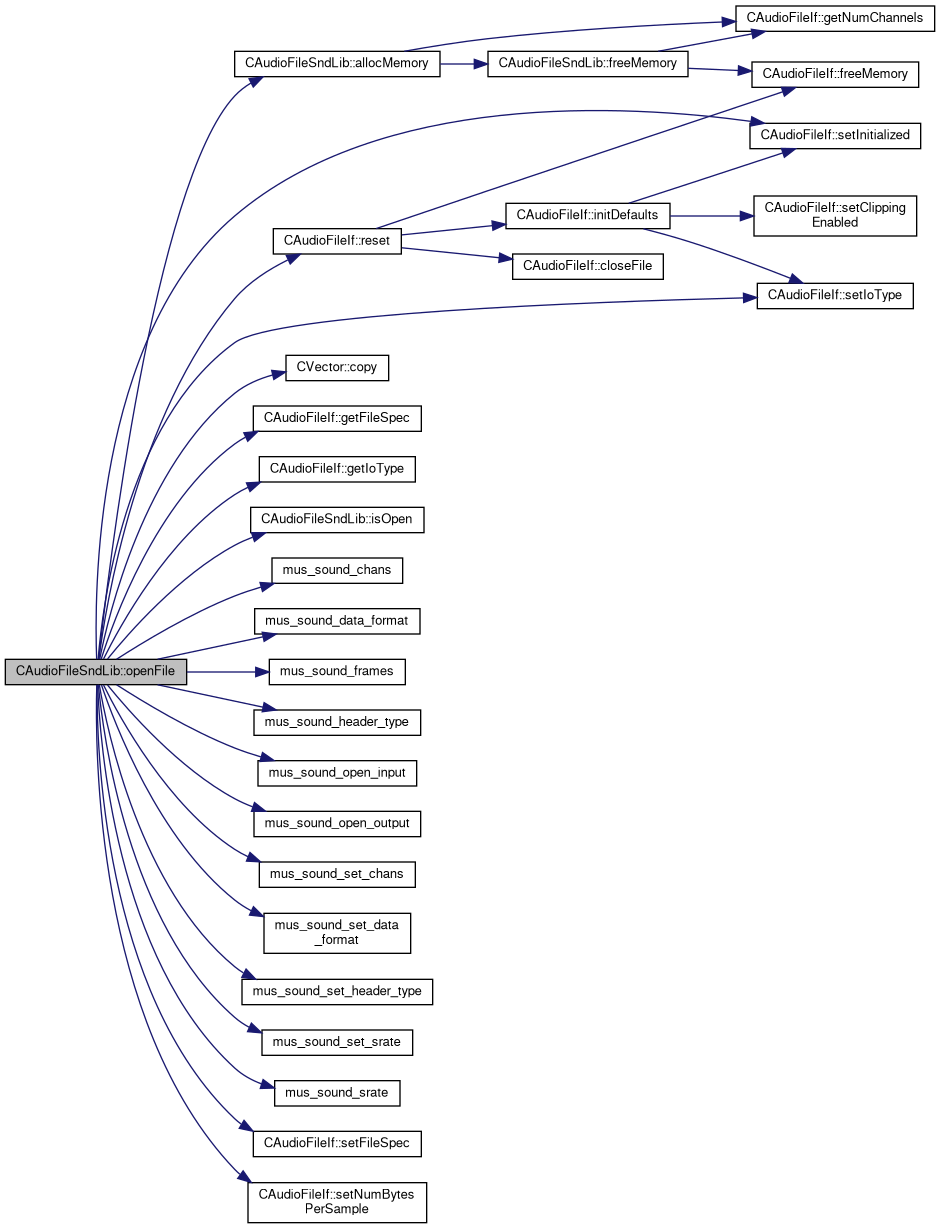 CAudioFileIf::getNumChannels
CAudioFileSndLib::allocMemory
CAudioFileSndLib::freeMemory
CAudioFileIf::freeMemory
CAudioFileIf::setInitialized
CAudioFileIf::setClipping
Enabled
CAudioFileIf::initDefaults
CAudioFileIf::reset
CAudioFileIf::closeFile
CAudioFileIf::setIoType
CVector::copy
CAudioFileIf::getFileSpec
CAudioFileIf::getIoType
CAudioFileSndLib::isOpen
mus_sound_chans
mus_sound_data_format
CAudioFileSndLib::openFile
mus_sound_frames
mus_sound_header_type
mus_sound_open_input
mus_sound_open_output
mus_sound_set_chans
mus_sound_set_data
_format
mus_sound_set_header_type
mus_sound_set_srate
mus_sound_srate
CAudioFileIf::setFileSpec
CAudioFileIf::setNumBytes
PerSample